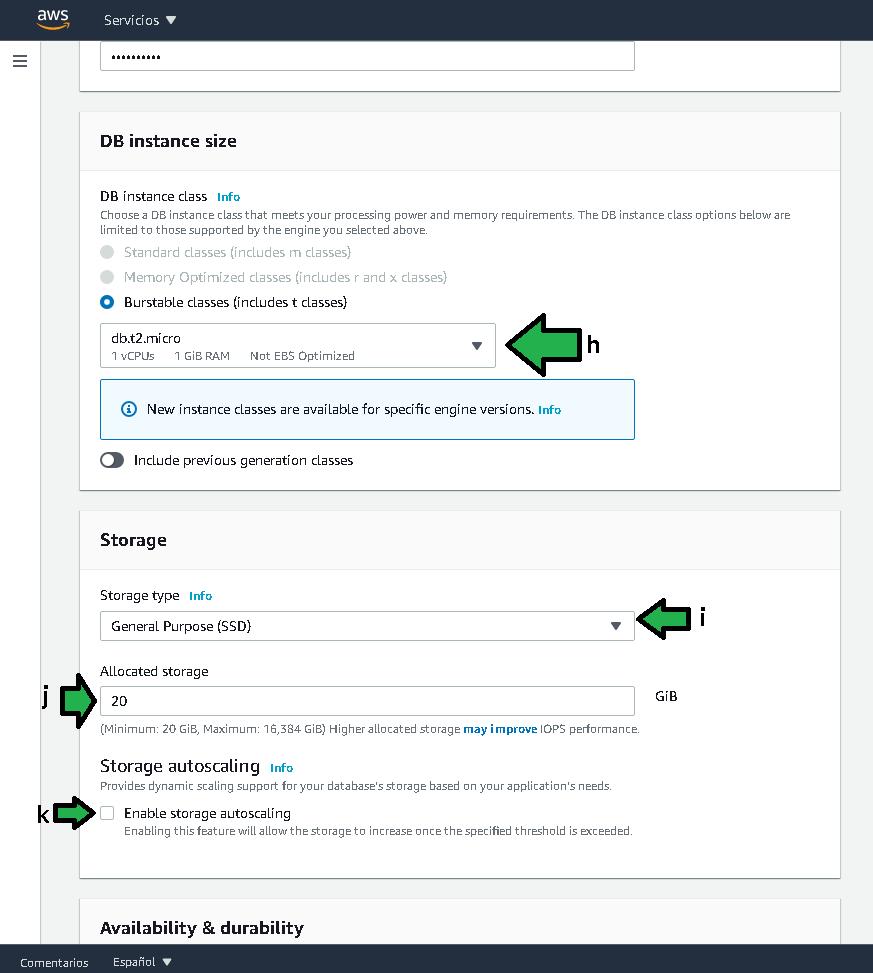 aws Servicios
••••••••••
DB instance size
DB instance class Info
Choose a DB instance class that meets your processing power and memory requirements. The DB instance class options below are
limited to those supported by the engine you selected above.
Standard classes (includes m classes)
Memory Optimized classes (includes r and x classes)
Burstable classes (includes t classes)
db.t2.micro
1 vCPUs 1 GiB RAM Not EBS Optimized
h
New instance classes are available for specific engine versions. Info
Include previous generation classes
Storage
Storage type Info
General Purpose (SSD)
i
Allocated storage
j
20
GiB
(Minimum: 20 GiB, Maximum: 16,384 GiB) Higher allocated storage may improve IOPS performance.
Storage autoscaling Info
Provides dynamic scaling support for your database's storage based on your application's needs.
k
Enable storage autoscaling
Enabling this feature will allow the storage to increase once the specified threshold is exceeded.
Availability & durability
Comentarios Español